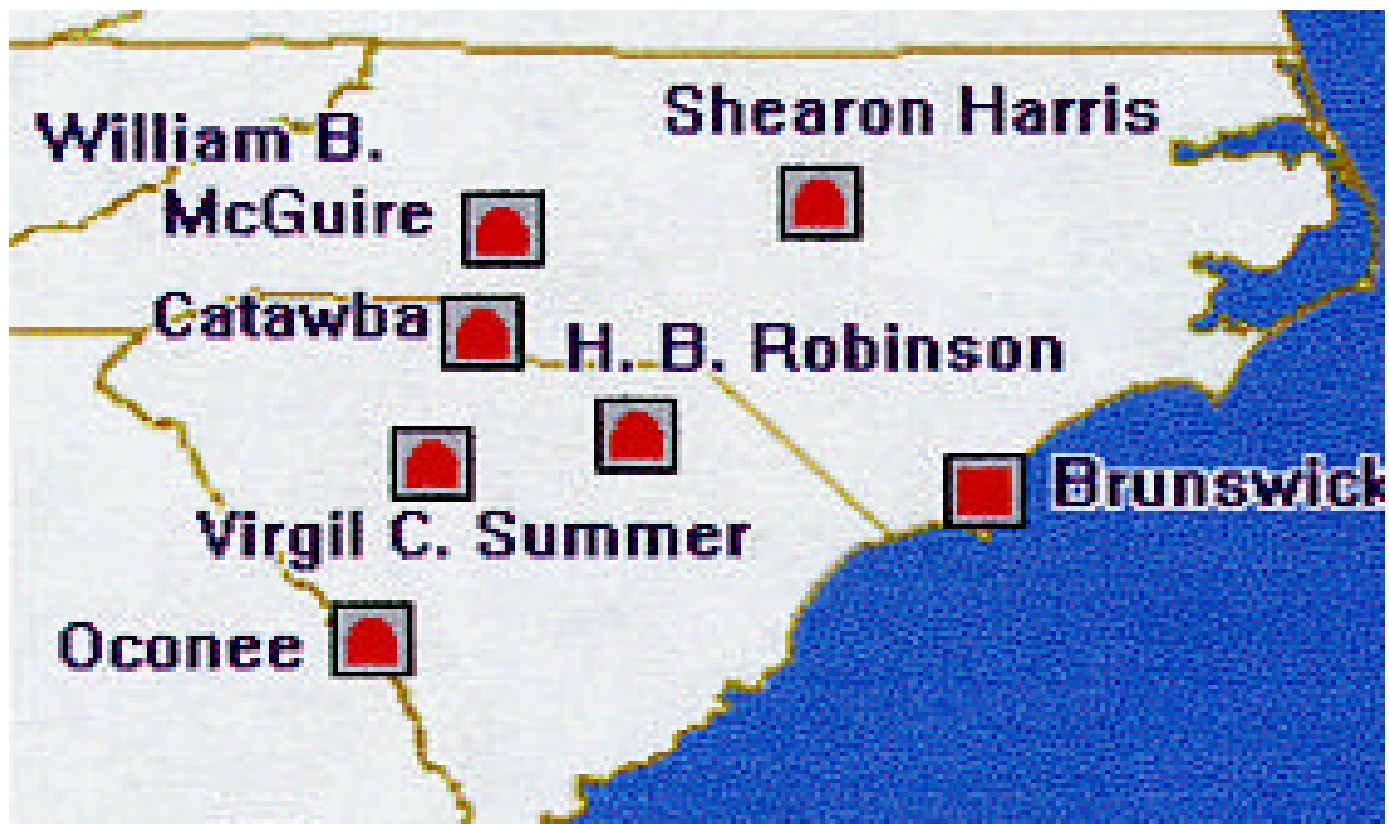 Shearon Harris
William B.
McGuire
Catawba
H. B. Robinson
Brunswick
Virgil C. Summer
Oconee